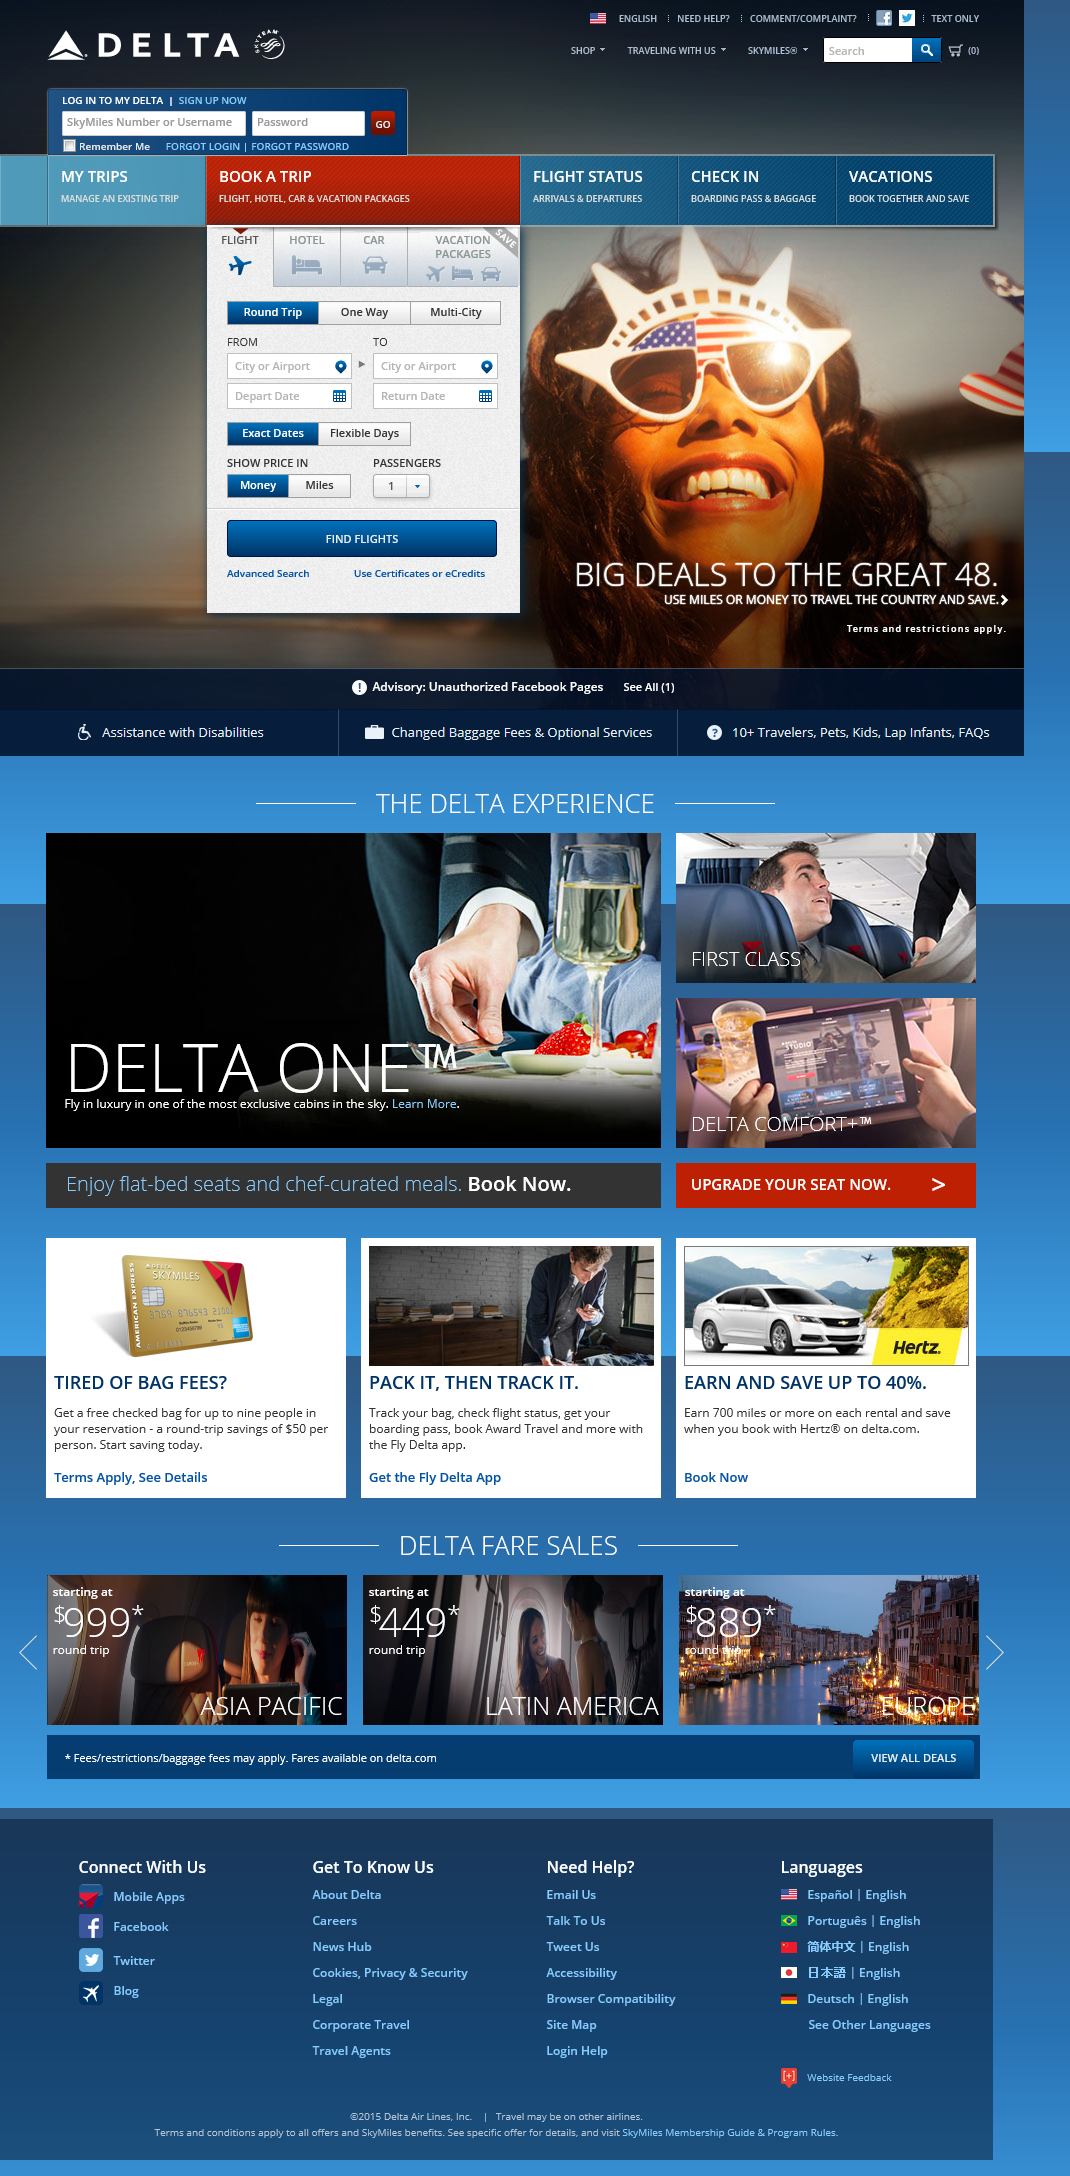 ENGLISH
NEED HELP?
COMMENT/COMPLAINT?
TEXT ONLY
DELTA
SKYTEAM
SHOP
TRAVELING WITH US
SKYMILES®
Search
(0)
LOG IN TO MY DELTA | SIGN UP NOW
SkyMiles Number or Username
Password
GO
Remember Me
FORGOT LOGIN | FORGOT PASSWORD
MY TRIPS
MANAGE AN EXISTING TRIP
BOOK A TRIP
FLIGHT, HOTEL, CAR & VACATION PACKAGES
FLIGHT STATUS
ARRIVALS & DEPARTURES
CHECK IN
BOARDING PASS & BAGGAGE
VACATIONS
BOOK TOGETHER AND SAVE
FLIGHT
HOTEL
CAR
VACATION
PACKAGES
SAVE
Round Trip
One Way
Multi-City
FROM
TO
City or Airport
City or Airport
Depart Date
Return Date
Exact Dates
Flexible Days
SHOW PRICE IN
PASSENGERS
Money
Miles
1
FIND FLIGHTS
Advanced Search
Use Certificates or eCredits
BIG DEALS TO THE GREAT 48.
USE MILES OR MONEY TO TRAVEL THE COUNTRY AND SAVE.
Terms and restrictions apply.
Advisory: Unauthorized Facebook Pages
See All (1)
Assistance with Disabilities
Changed Baggage Fees & Optional Services
10+ Travelers, Pets, Kids, Lap Infants, FAQs
THE DELTA EXPERIENCE
DELTA ONE™
Fly in luxury in one of the most exclusive cabins in the sky. Learn More.
FIRST CLASS
STUDIO
DELTA COMFORT+™
Enjoy flat-bed seats and chef-curated meals. Book Now.
UPGRADE YOUR SEAT NOW. >
DELTA
SKYMILES
AMERICAN EXPRESS
TIRED OF BAG FEES?
Get a free checked bag for up to nine people in
your reservation - a round-trip savings of $50 per
person. Start saving today.
Terms Apply, See Details
PACK IT, THEN TRACK IT.
Track your bag, check flight status, get your
boarding pass, book Award Travel and more with
the Fly Delta app.
Get the Fly Delta App
Hertz.
EARN AND SAVE UP TO 40%.
Earn 700 miles or more on each rental and save
when you book with Hertz® on delta.com.
Book Now
DELTA FARE SALES
starting at
$999*
round trip
ASIA PACIFIC
starting at
$449*
round trip
LATIN AMERICA
starting at
$889*
round trip
EUROPE
* Fees/restrictions/baggage fees may apply. Fares available on delta.com
VIEW ALL DEALS
Connect With Us
Mobile Apps
Facebook
Twitter
Blog
Get To Know Us
About Delta
Careers
News Hub
Cookies, Privacy & Security
Legal
Corporate Travel
Travel Agents
Need Help?
Email Us
Talk To Us
Tweet Us
Accessibility
Browser Compatibility
Site Map
Login Help
Languages
Español | English
Português | English
简体中文 | English
日本語 | English
Deutsch | English
See Other Languages
Website Feedback
©2015 Delta Air Lines, Inc. | Travel may be on other airlines.
Terms and conditions apply to all offers and SkyMiles benefits. See specific offer for details, and visit SkyMiles Membership Guide & Program Rules.